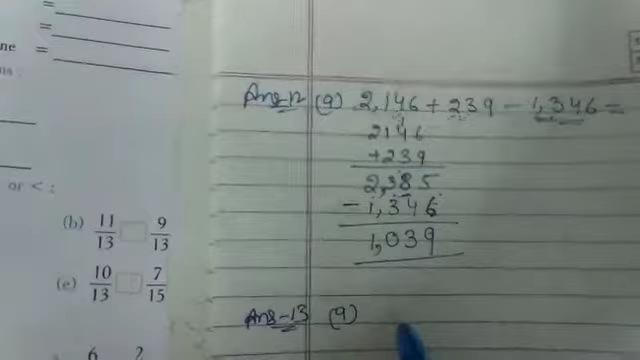 =
=
ne =
or < :
(b) 11/13 □ 9/13
(e) 10/13 □ 7/15
6 2
Ans-12 (a) 2,146 + 239 - 1,346 =
1
2146
+239
2,385
- 1,346
1,039
Ans-13 (a)